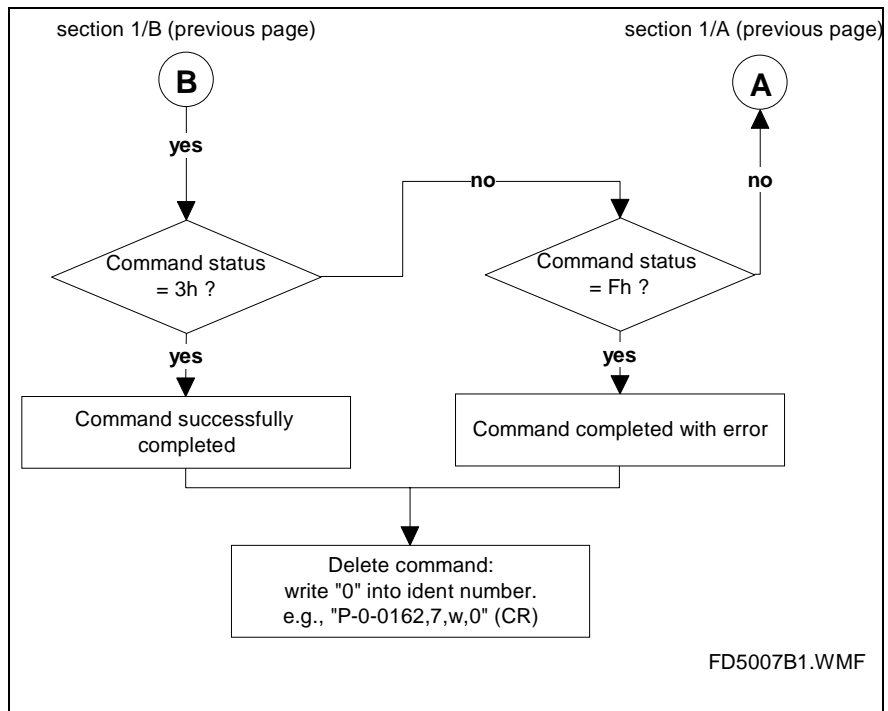 section 1/B (previous page)
section 1/A (previous page)
B
A
yes
no
no
Command status
= 3h ?
Command status
= Fh ?
yes
yes
Command successfully
completed
Command completed with error
Delete command:
write "0" into ident number.
e.g., "P-0-0162,7,w,0" (CR)
FD5007B1.WMF